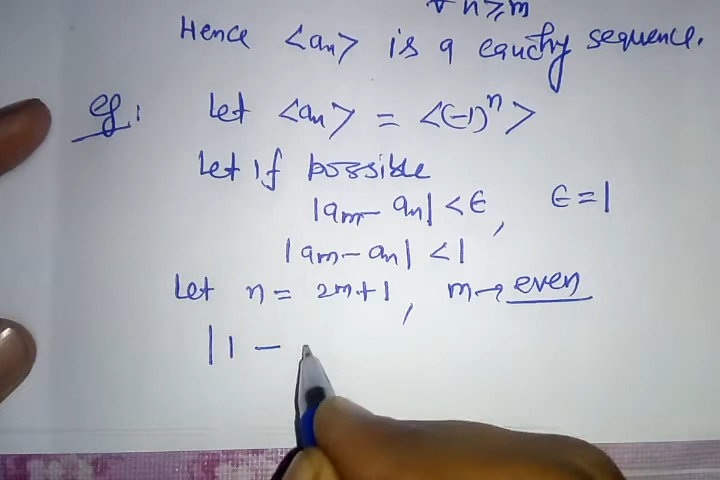 ∀ n≥m
Hence <an> is a cauchy sequence.
eg: Let <an> = <(-1)^n>
Let if possible
|am - an| < ε, ε = 1
|am - an| < 1
Let n = 2m+1, m → even
|1 -